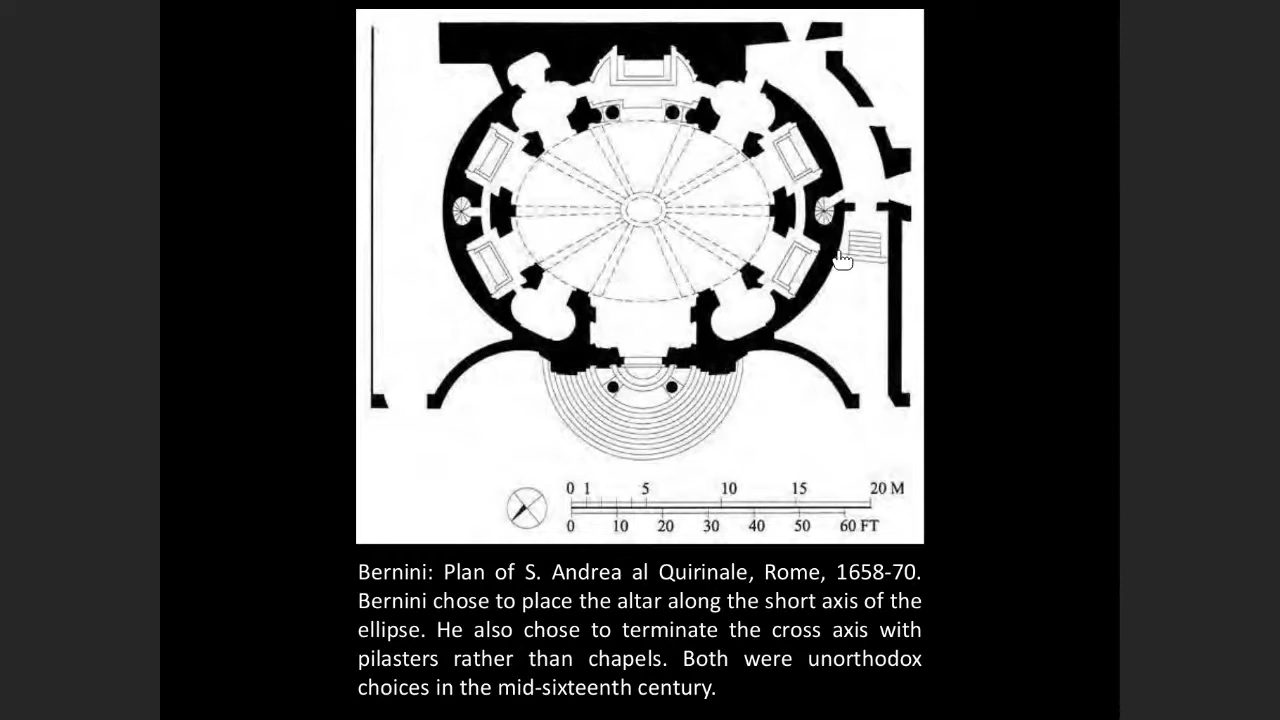 0 1 5 10 15 20 M
0 10 20 30 40 50 60 FT
Bernini: Plan of S. Andrea al Quirinale, Rome, 1658-70.
Bernini chose to place the altar along the short axis of the
ellipse. He also chose to terminate the cross axis with
pilasters rather than chapels. Both were unorthodox
choices in the mid-sixteenth century.